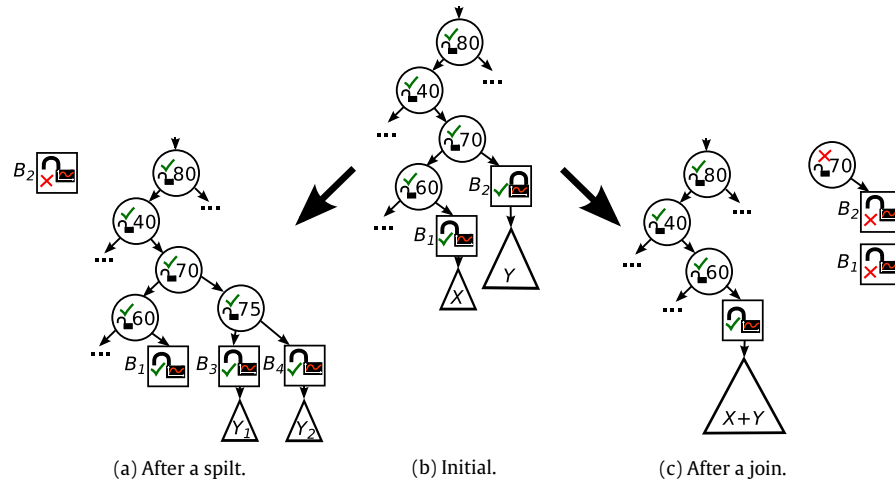 80
...
40
...
70
60
...
B2
B1
X
Y
B2
80
...
40
...
70
60
...
75
B1
B3
B4
Y1
Y2
80
...
40
...
60
...
X+Y
70
B2
B1
(a) After a spilt.
(b) Initial.
(c) After a join.